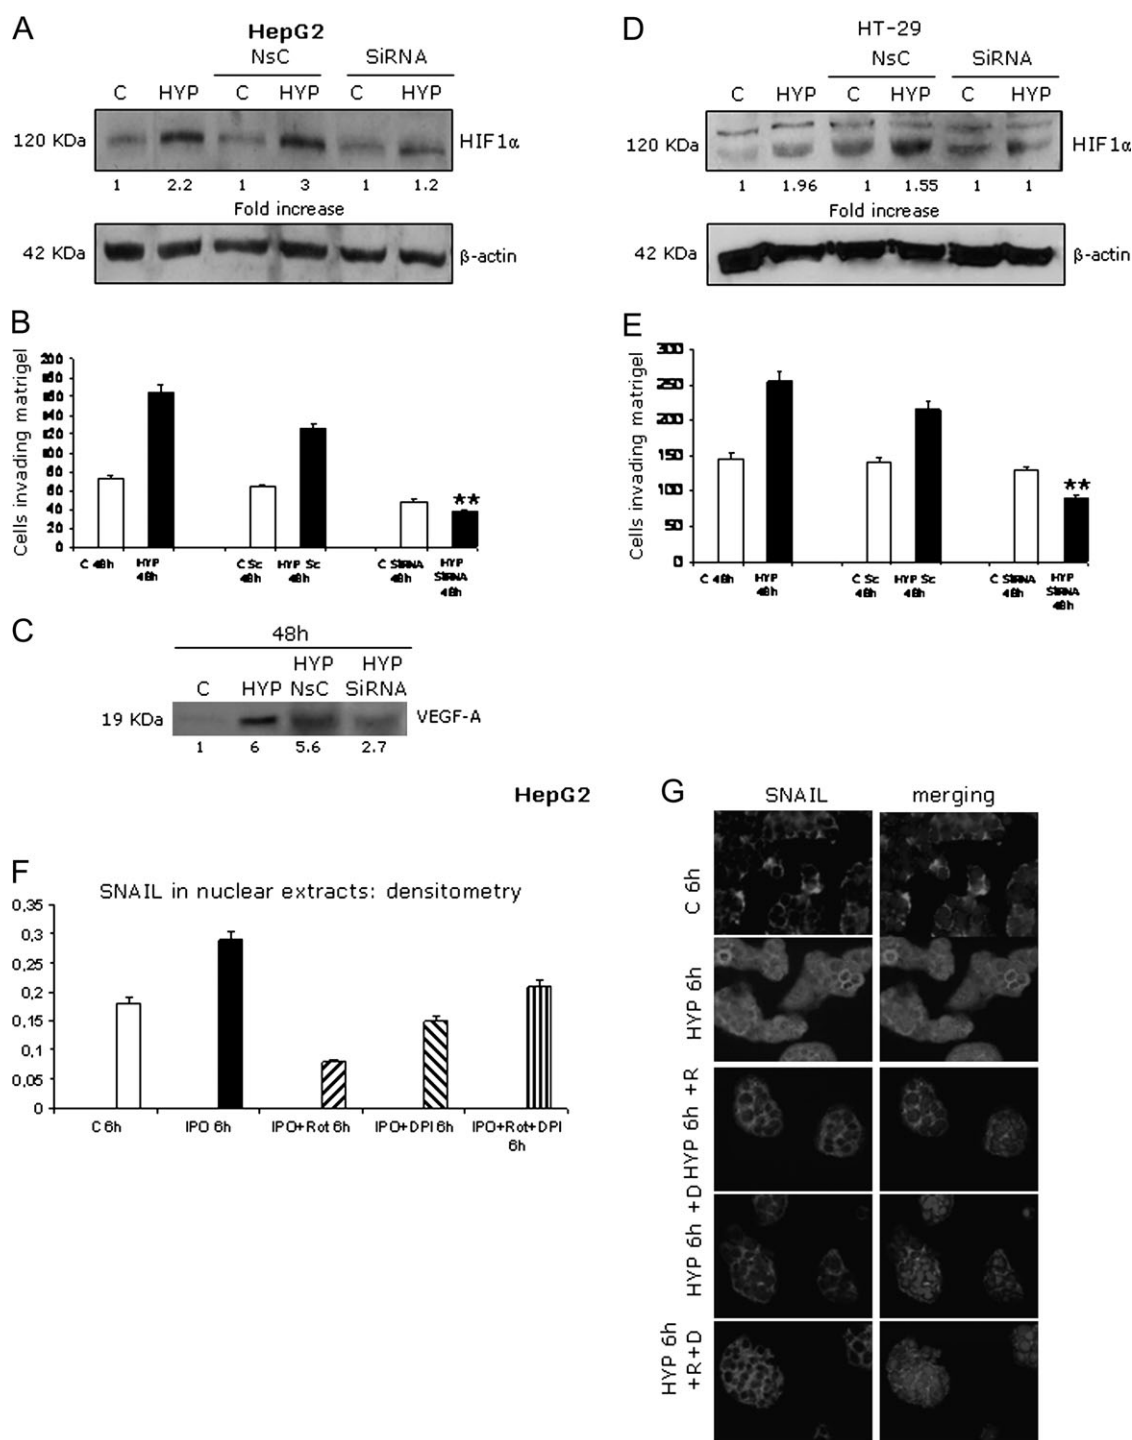 A
HepG2
NsC SiRNA
C HYP C HYP C HYP
120 KDa HIF1α
1 2.2 1 3 1 1.2
Fold increase
42 KDa β-actin
D
HT-29
NsC SiRNA
C HYP C HYP C HYP
120 KDa HIF1α
1 1.96 1 1.55 1 1
Fold increase
42 KDa β-actin
B
Cells invading matrigel
60
40
20
0
C 48h HYP 48h C Sc 48h HYP Sc 48h C SiRNA 48h HYP SiRNA 48h
**
E
Cells invading matrigel
300
250
200
150
100
50
0
C 48h HYP 48h C Sc 48h HYP Sc 48h C SiRNA 48h HYP SiRNA 48h
**
C
48h
HYP HYP
C HYP NsC SiRNA
19 KDa VEGF-A
1 6 5.6 2.7
HepG2
F
SNAIL in nuclear extracts: densitometry
0,35
0,3
0,25
0,2
0,15
0,1
0,05
0
C 6h IPO 6h IPO+Rot 6h IPO+DPI 6h IPO+Rot+DPI
6h
G
SNAIL merging
C 6h
HYP 6h
HYP 6h +R
HYP 6h +D
HYP 6h
+R+D